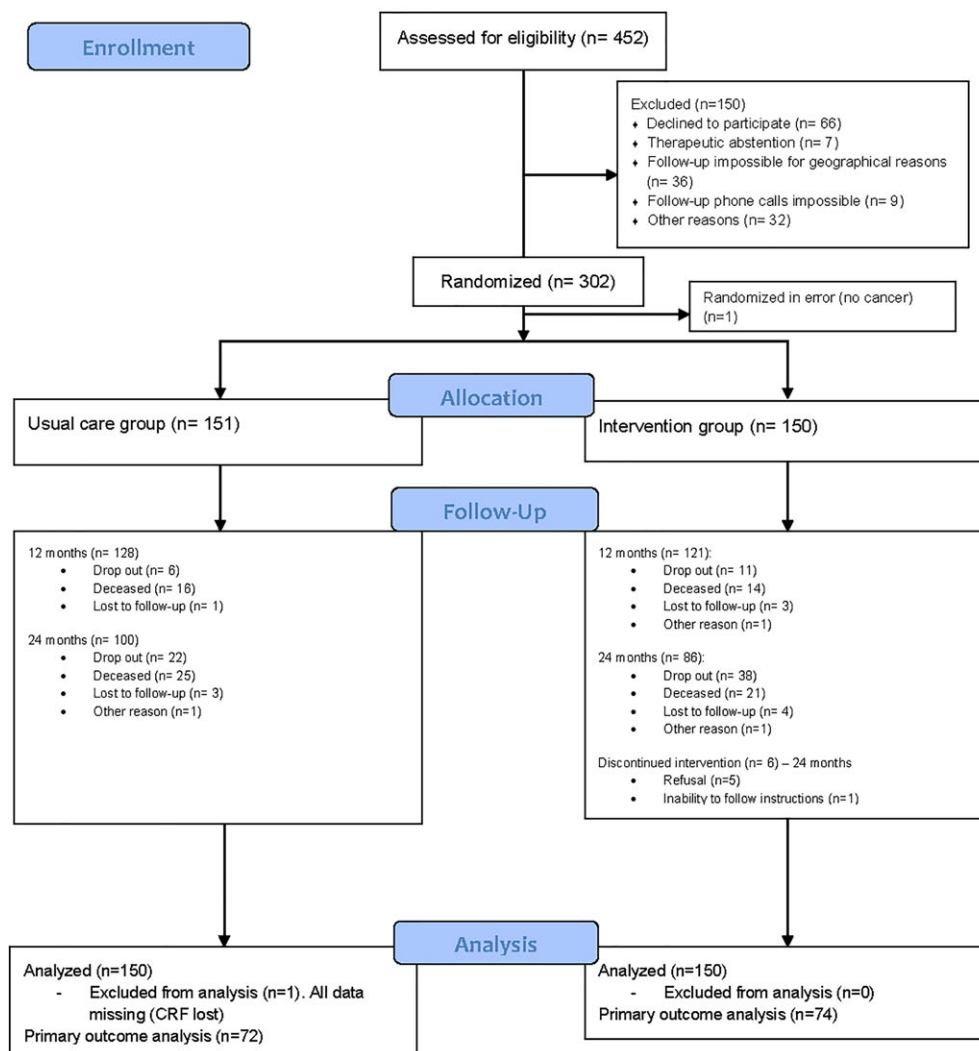 Enrollment
Assessed for eligibility (n= 452)
Excluded (n=150)
♦ Declined to participate (n= 66)
♦ Therapeutic abstention (n= 7)
♦ Follow-up impossible for geographical reasons
(n= 36)
♦ Follow-up phone calls impossible (n= 9)
♦ Other reasons (n= 32)
Randomized (n= 302)
Randomized in error (no cancer)
(n=1)
Allocation
Usual care group (n= 151)
Intervention group (n= 150)
Follow-Up
12 months (n= 128)
• Drop out (n= 6)
• Deceased (n= 16)
• Lost to follow-up (n= 1)
24 months (n= 100)
• Drop out (n= 22)
• Deceased (n= 25)
• Lost to follow-up (n= 3)
• Other reason (n=1)
12 months (n= 121):
• Drop out (n= 11)
• Deceased (n= 14)
• Lost to follow-up (n= 3)
• Other reason (n=1)
24 months (n= 86):
• Drop out (n= 38)
• Deceased (n= 21)
• Lost to follow-up (n= 4)
• Other reason (n=1)
Discontinued intervention (n= 6) – 24 months
• Refusal (n=5)
• Inability to follow instructions (n=1)
Analysis
Analyzed (n=150)
- Excluded from analysis (n=1). All data
missing (CRF lost)
Primary outcome analysis (n=72)
Analyzed (n=150)
- Excluded from analysis (n=0)
Primary outcome analysis (n=74)